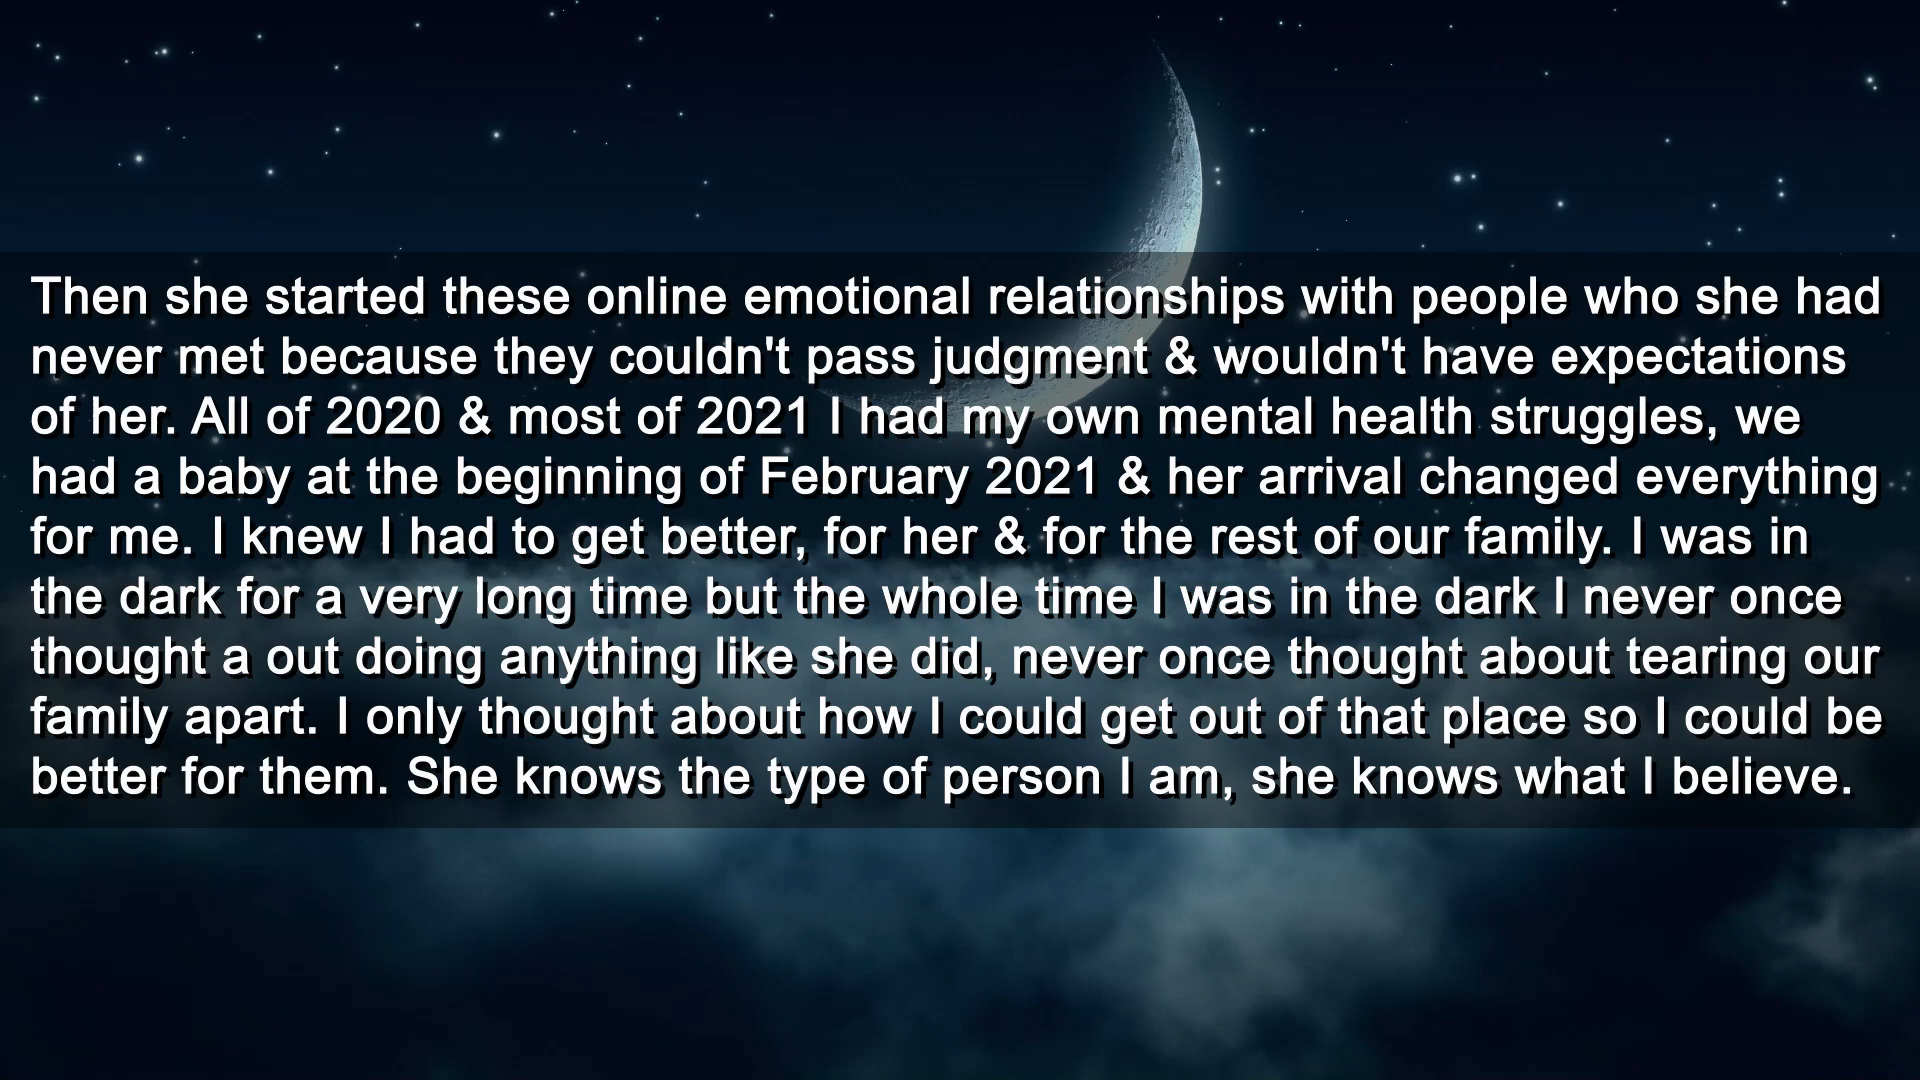 Then she started these online emotional relationships with people who she had
never met because they couldn't pass judgment & wouldn't have expectations
of her. All of 2020 & most of 2021 I had my own mental health struggles, we
had a baby at the beginning of February 2021 & her arrival changed everything
for me. I knew I had to get better, for her & for the rest of our family. I was in
the dark for a very long time but the whole time I was in the dark I never once
thought a out doing anything like she did, never once thought about tearing our
family apart. I only thought about how I could get out of that place so I could be
better for them. She knows the type of person I am, she knows what I believe.